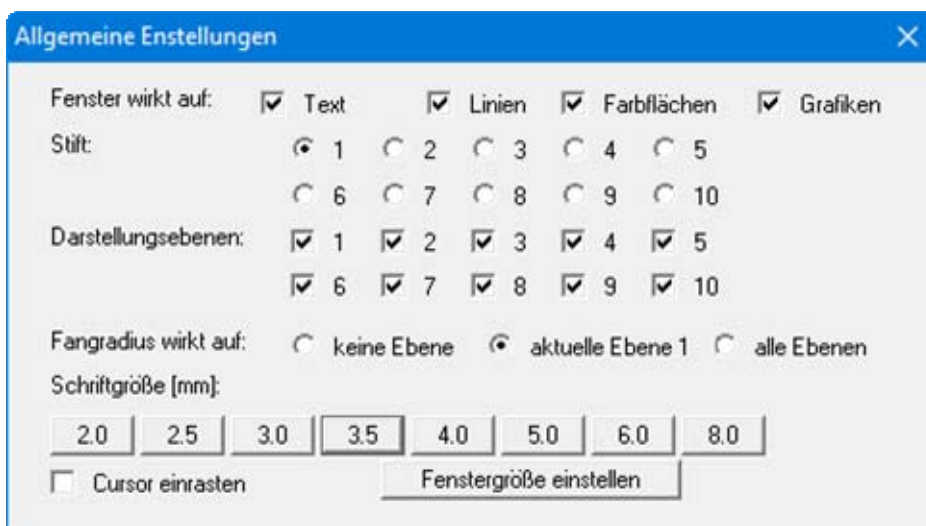 Allgemeine Enstellungen
Fenster wirkt auf: Text Linien Farbflächen Grafiken
Stift: 1 2 3 4 5
6 7 8 9 10
Darstellungsebenen: 1 2 3 4 5
6 7 8 9 10
Fangradius wirkt auf: keine Ebene aktuelle Ebene 1 alle Ebenen
Schriftgröße [mm]:
2.0 2.5 3.0 3.5 4.0 5.0 6.0 8.0
Cursor einrasten Fenstergröße einstellen